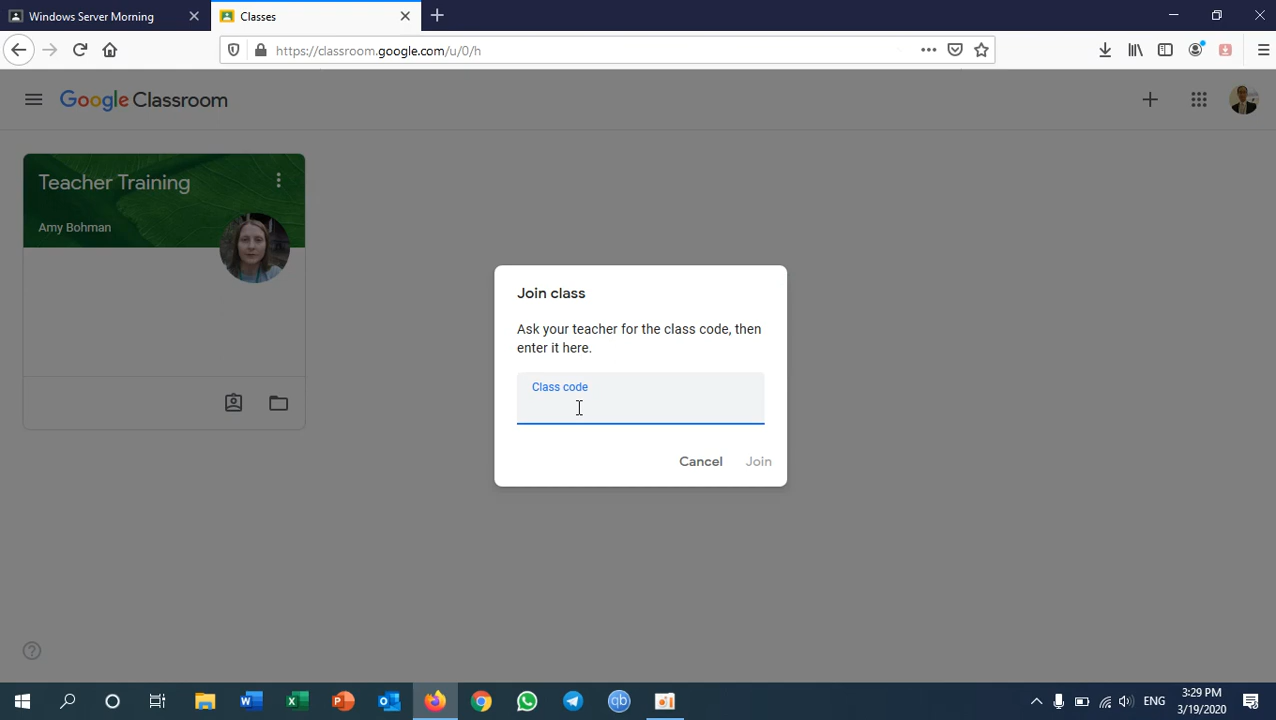 Windows Server Morning
Classes
https://classroom.google.com/u/0/h
Google Classroom
Teacher Training
Amy Bohman
Join class
Ask your teacher for the class code, then
enter it here.
Class code
Cancel Join
ENG
3:29 PM
3/19/2020